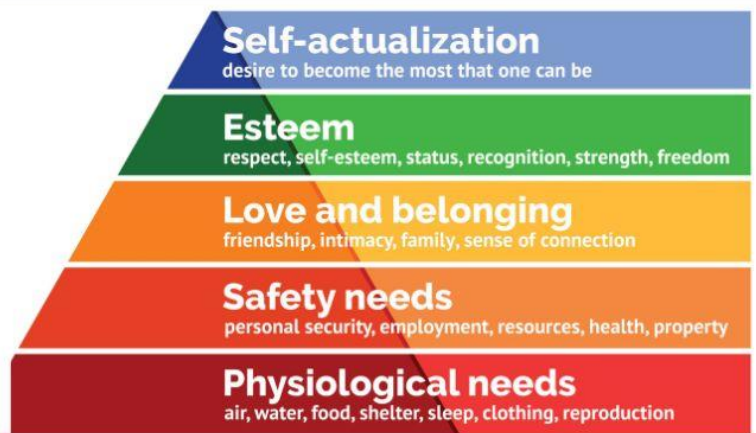 Self-actualization
desire to become the most that one can be
Esteem
respect, self-esteem, status, recognition, strength, freedom
Love and belonging
friendship, intimacy, family, sense of connection
Safety needs
personal security, employment, resources, health, property
Physiological needs
air, water, food, shelter, sleep, clothing, reproduction